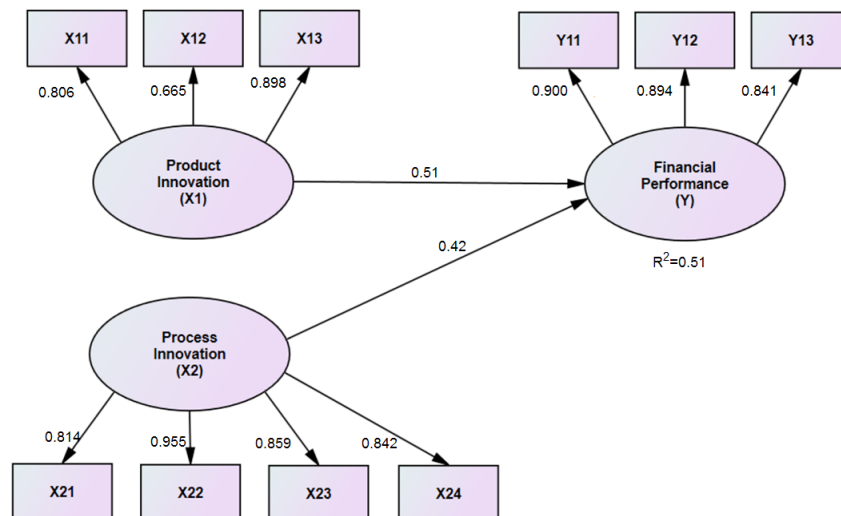 X11
X12
X13
Y11
Y12
Y13
0.806
0.665
0.898
0.900
0.894
0.841
Product
Innovation
(X1)
0.51
Financial
Performance
(Y)
0.42
R²=0.51
Process
Innovation
(X2)
0.814
0.955
0.859
0.842
X21
X22
X23
X24